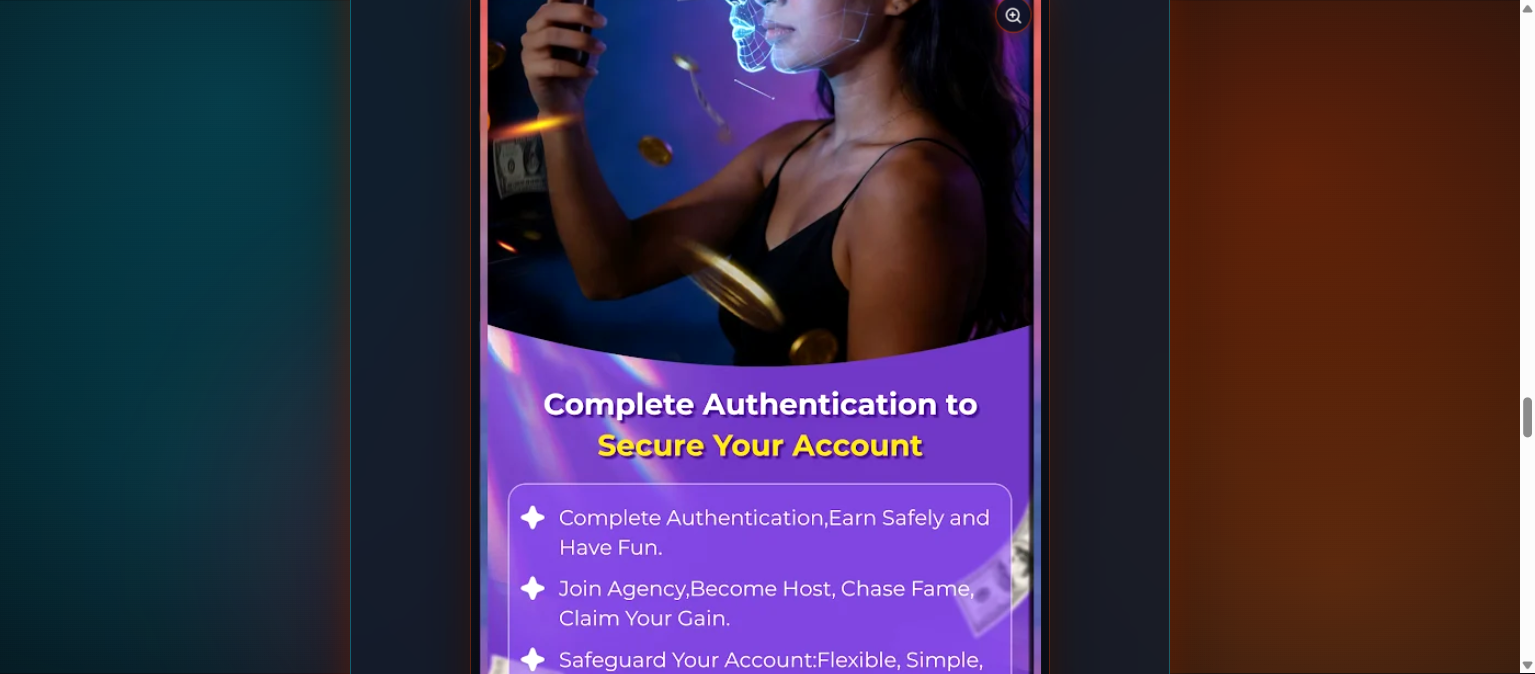 Complete Authentication to
Secure Your Account
Complete Authentication,Earn Safely and
Have Fun.
Join Agency,Become Host, Chase Fame,
Claim Your Gain.
Safeguard Your Account:Flexible, Simple,